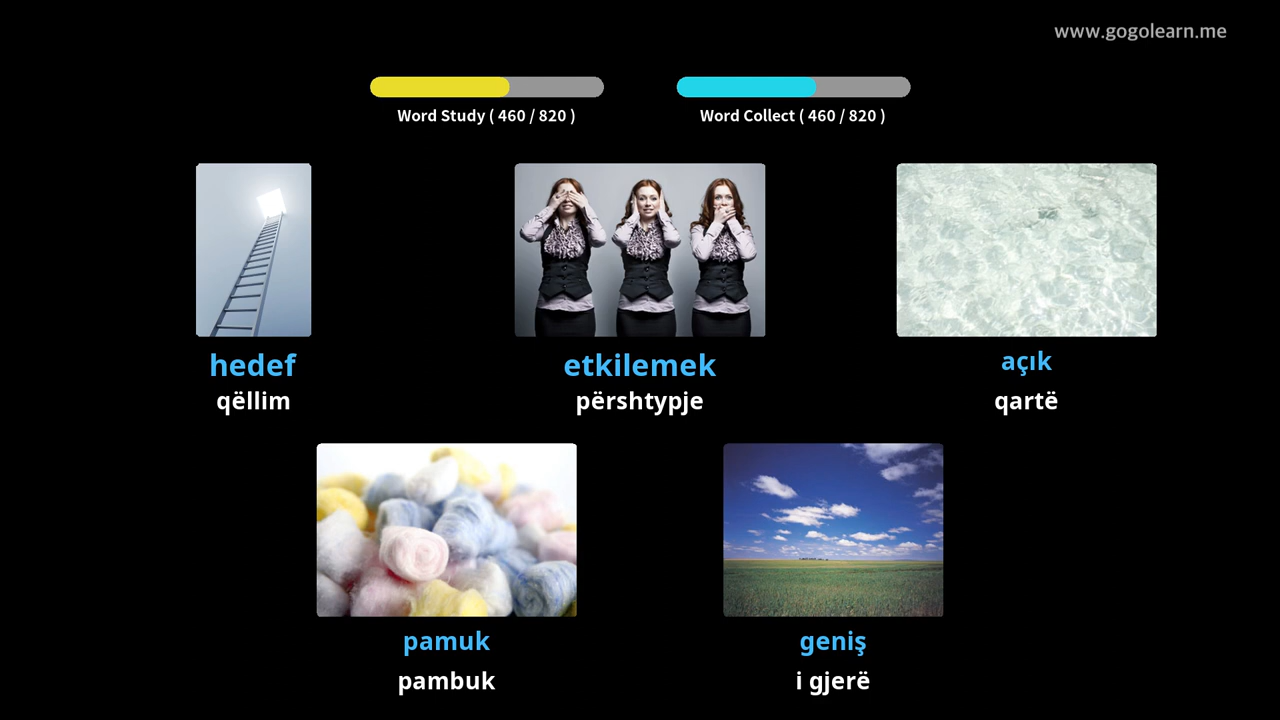 www.gogolearn.me
Word Study ( 460 / 820 )
Word Collect ( 460 / 820 )
hedef
qëllim
etkilemek
përshtypje
açık
qartë
pamuk
pambuk
geniş
i gjerë